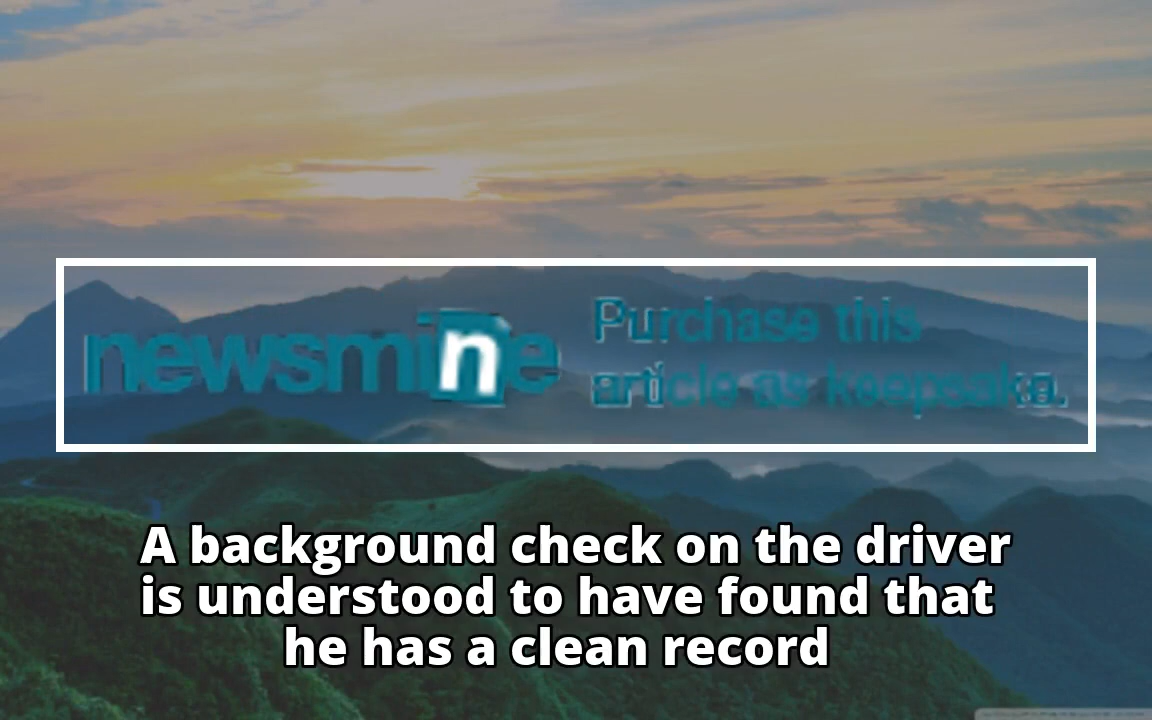 newsmine
Purchase this
article as keepsake.
A background check on the driver
is understood to have found that
he has a clean record